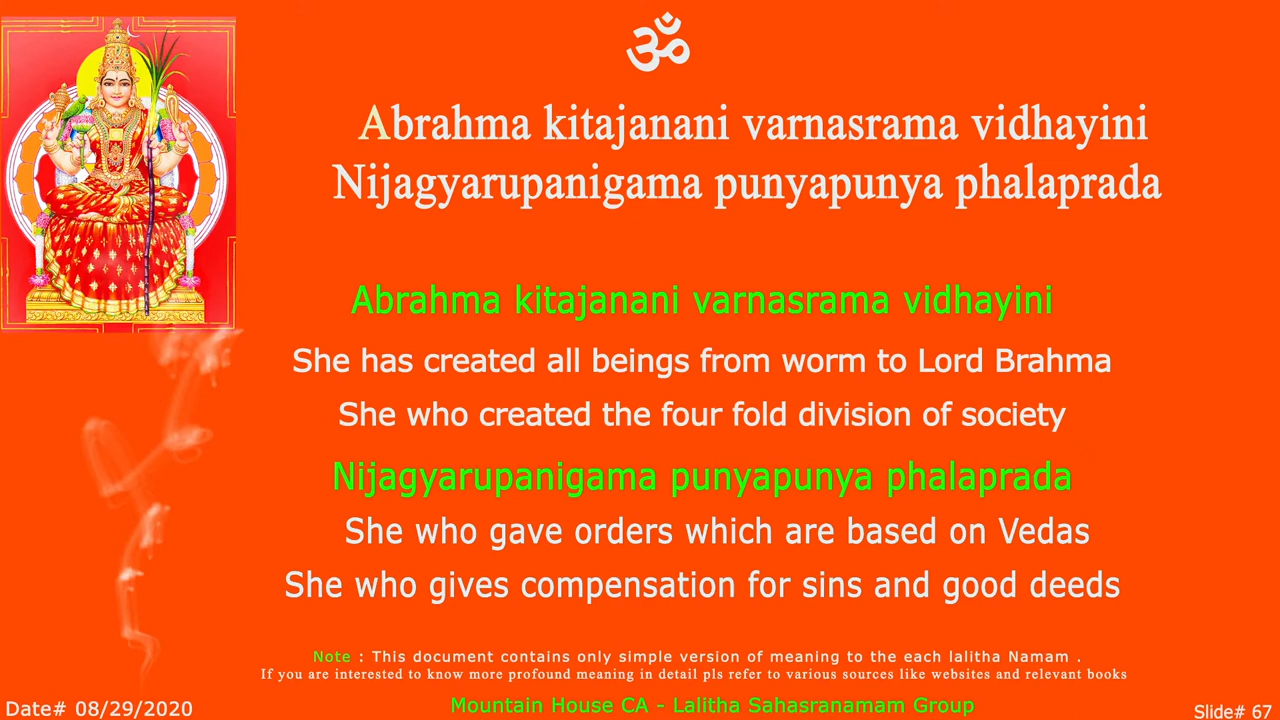 ॐ
Abrahma kitajanani varnasrama vidhayini
Nijagyarupanigama punyapunya phalaprada
Abrahma kitajanani varnasrama vidhayini
She has created all beings from worm to Lord Brahma
She who created the four fold division of society
Nijagyarupanigama punyapunya phalaprada
She who gave orders which are based on Vedas
She who gives compensation for sins and good deeds
Note : This document contains only simple version of meaning to the each lalitha Namam .
If you are interested to know more profound meaning in detail pls refer to various sources like websites and relevant books
Mountain House CA - Lalitha Sahasranamam Group
Date# 08/29/2020
Slide# 67